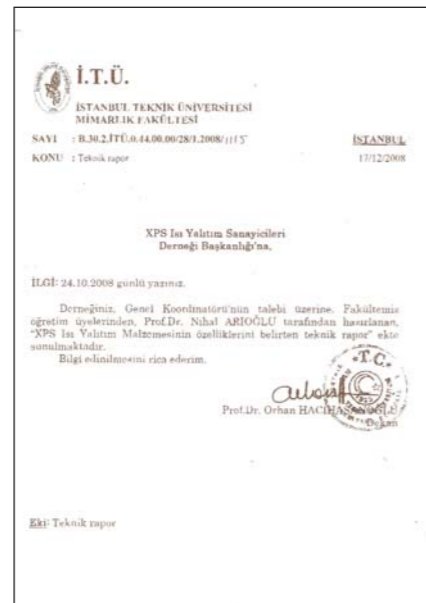 İ.T.Ü.
İSTANBUL TEKNİK ÜNİVERSİTESİ
MİMARLIK FAKÜLTESİ
SAYI : B.30.2.İTÜ.0.44.00.00/28/1.2008/1115 İSTANBUL
KONU : Teknik rapor 17/12/2008
XPS Isı Yalıtım Sanayicileri
Derneği Başkanlığı'na,
İLGİ: 24.10.2008 günlü yazınız.
Derneğiniz, Genel Koordinatörü'nün talebi üzerine, Fakültemiz
öğretim üyelerinden, Prof.Dr. Nihal ARIOĞLU tarafından hazırlanan,
"XPS Isı Yalıtım Malzemesinin özelliklerini belirten teknik rapor" ekte
sunulmaktadır.
Bilgi edinilmesini rica ederim.
T.C.
Prof.Dr. Orhan HACIHASANOĞLU
Dekan
Eki: Teknik rapor